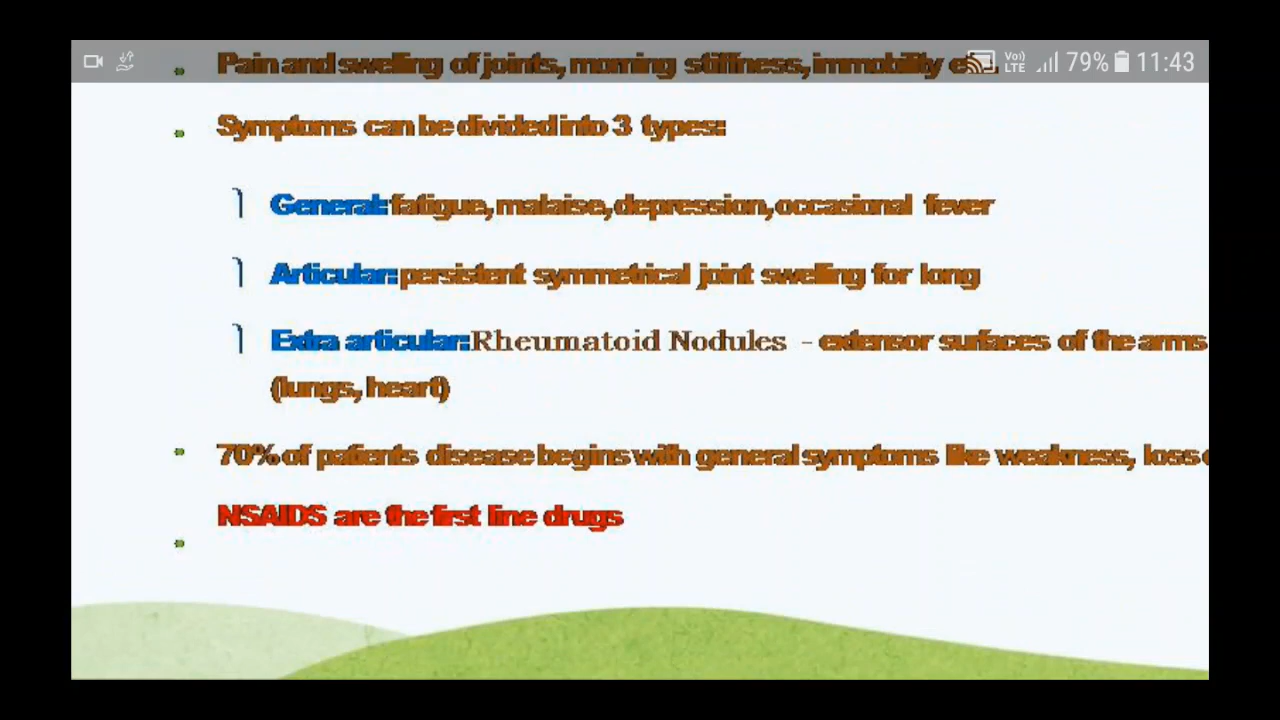 79% 11:43
Vo) LTE
Pain and swelling of joints, morning stiffness, immobility
Symptoms can be divided into 3 types:
General: fatigue, malaise, depression, occasional fever
Articular: persistent symmetrical joint swelling for long
Extra articular: Rheumatoid Nodules - extensor surfaces of the arms
(lungs, heart)
70% of patients disease begins with general symptoms like weakness, loss
NSAIDS are the first line drugs